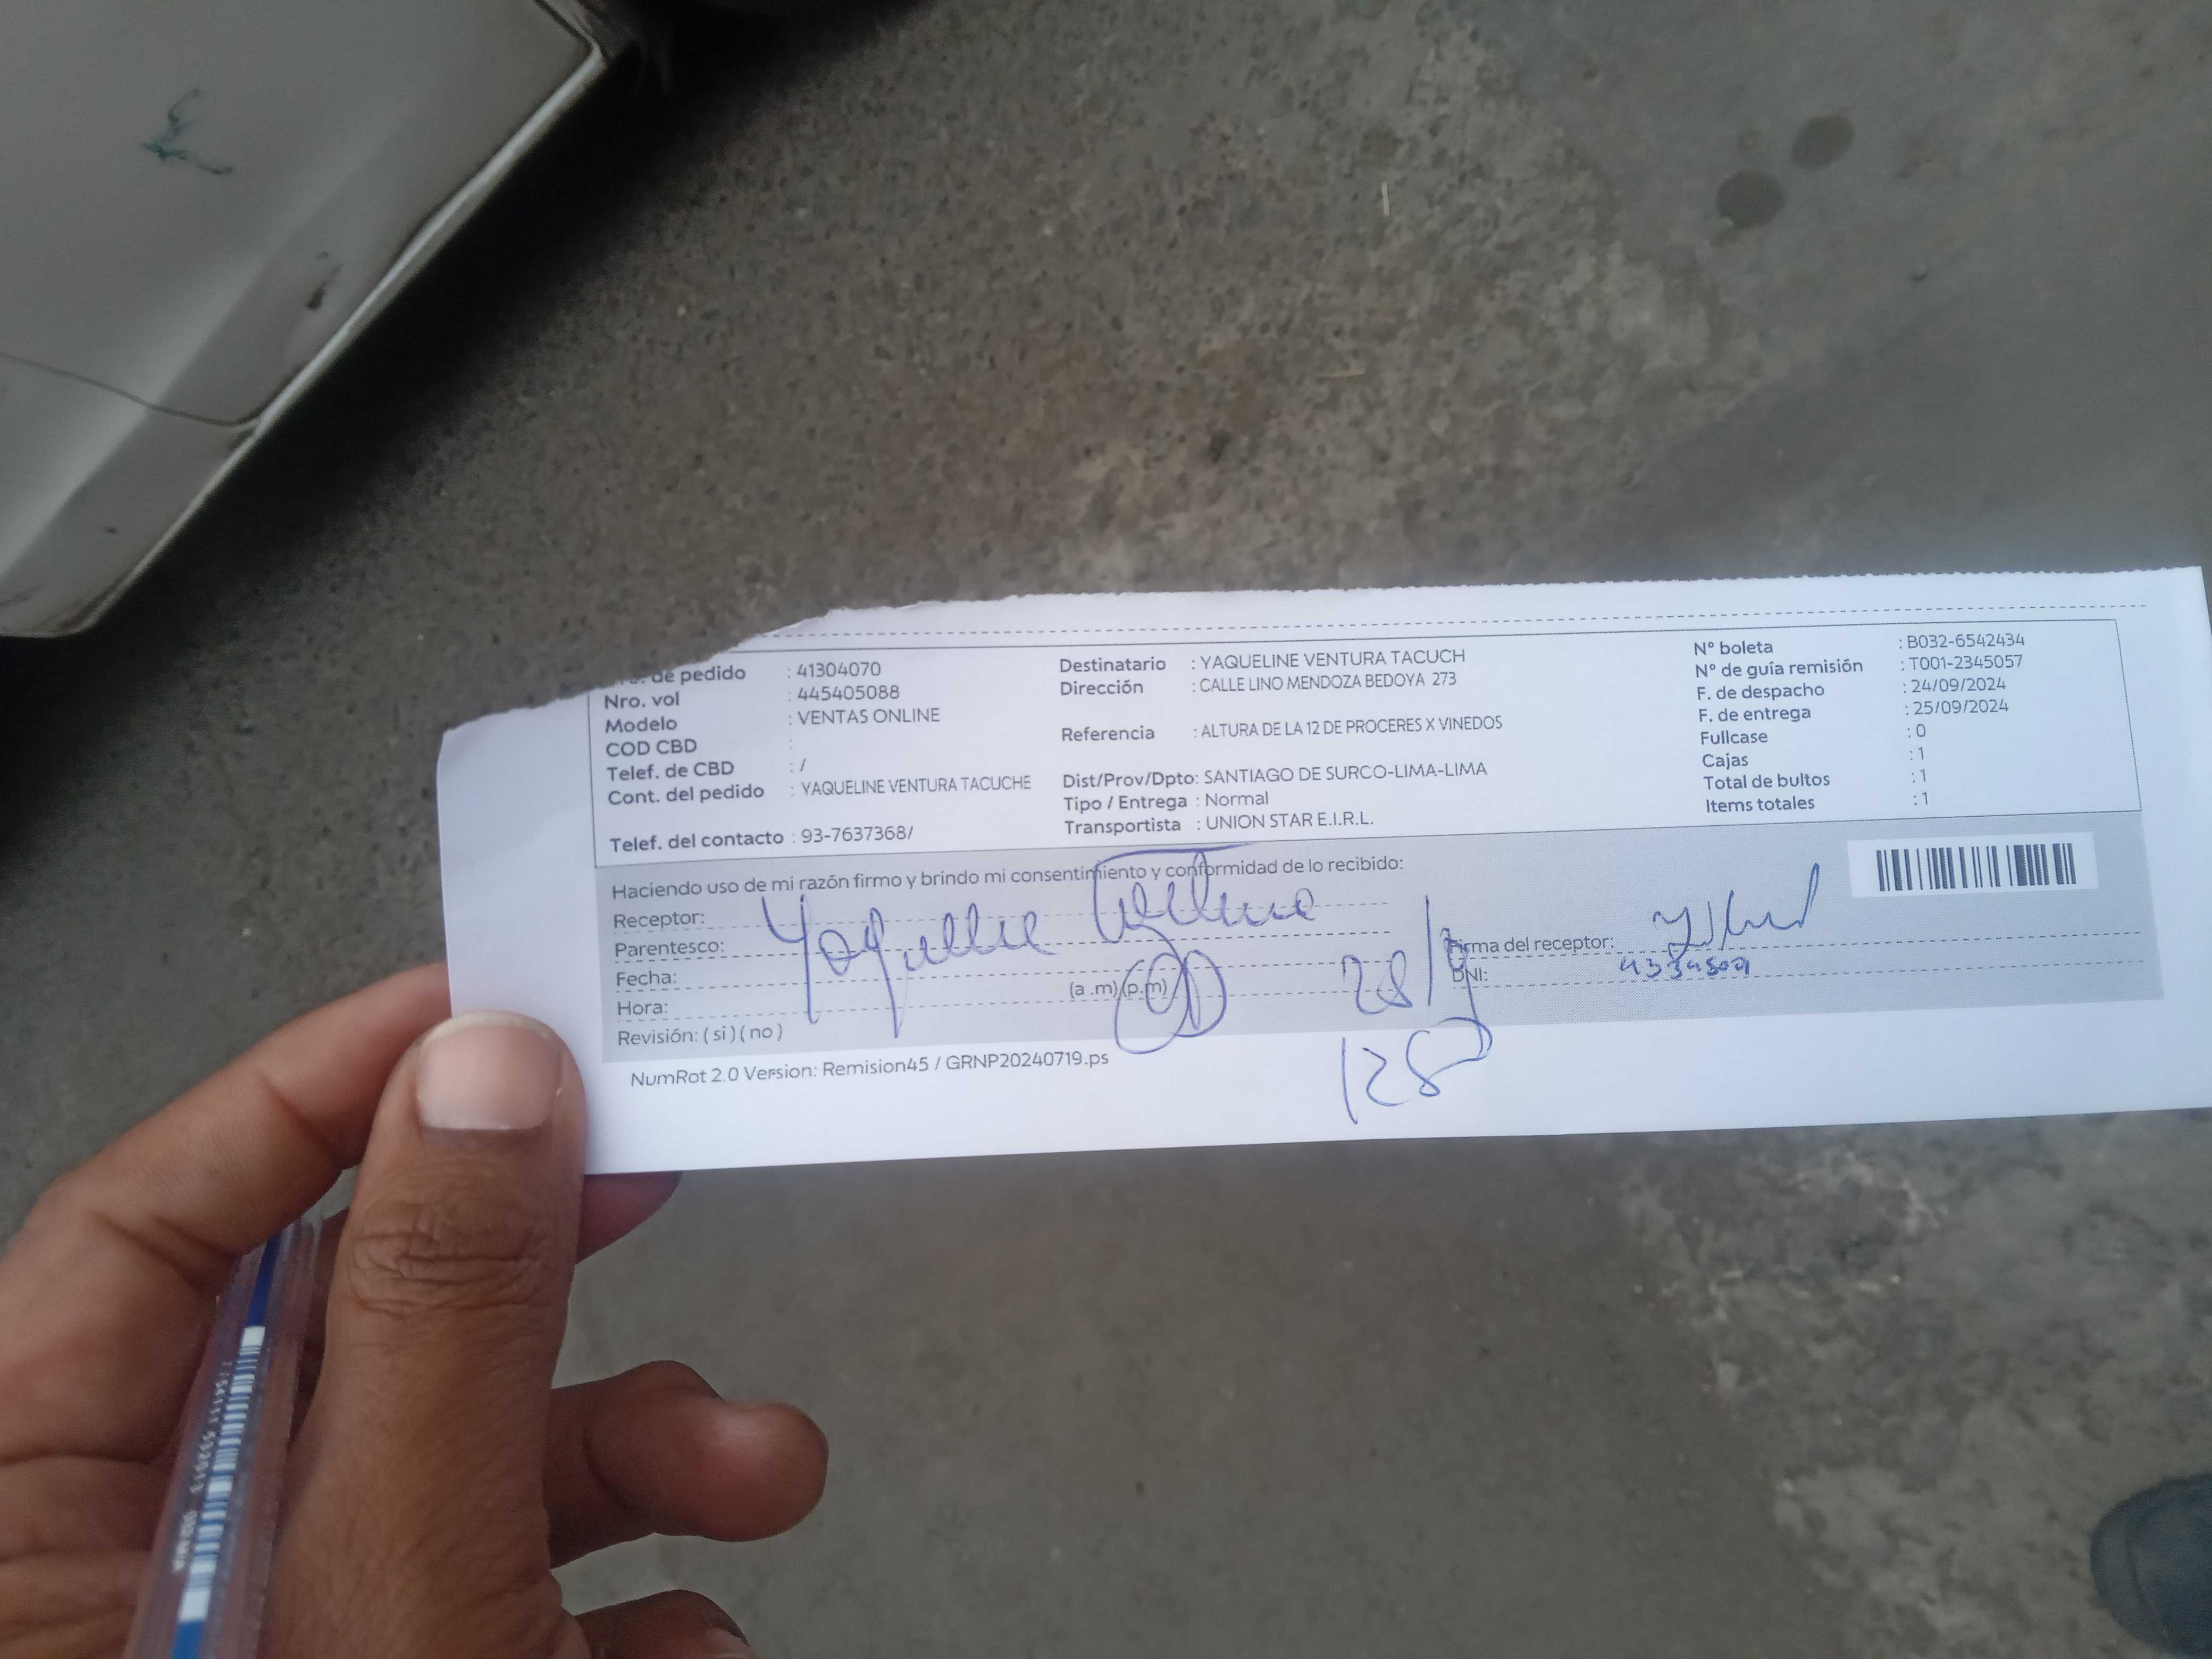 de pedido : 41304070
Nro. vol : 445405088
Modelo : VENTAS ONLINE
COD CBD :
Telef. de CBD : /
Cont. del pedido : YAQUELINE VENTURA TACUCHE
Telef. del contacto : 93-7637368/
Destinatario : YAQUELINE VENTURA TACUCH
Dirección : CALLE LINO MENDOZA BEDOYA 273
Referencia : ALTURA DE LA 12 DE PROCERES X VINEDOS
Dist/Prov/Dpto: SANTIAGO DE SURCO-LIMA-LIMA
Tipo / Entrega : Normal
Transportista : UNION STAR E.I.R.L.
Nº boleta : B032-6542434
Nº de guía remisión : T001-2345057
F. de despacho : 24/09/2024
F. de entrega : 25/09/2024
Fullcase : 0
Cajas : 1
Total de bultos : 1
Items totales : 1
Haciendo uso de mi razón firmo y brindo mi consentimiento y conformidad de lo recibido:
Receptor:
Parentesco:
Fecha:
Hora: (a .m) (p.m)
Revisión: ( si ) ( no )
Firma del receptor:
DNI:
NumRot 2.0 Version: Remision45 / GRNP20240719.ps